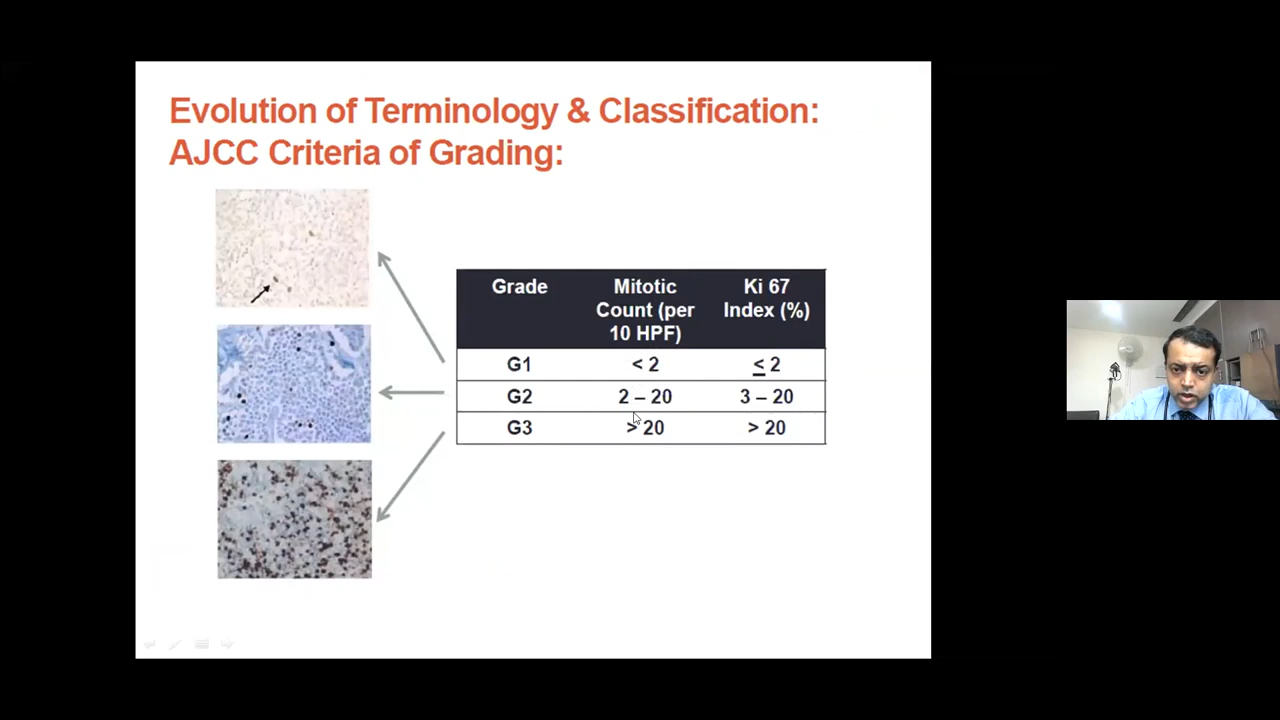 Evolution of Terminology & Classification:
AJCC Criteria of Grading:
Grade Mitotic Count (per 10 HPF) Ki 67 Index (%)
G1 < 2 ≤ 2
G2 2 – 20 3 – 20
G3 > 20 > 20